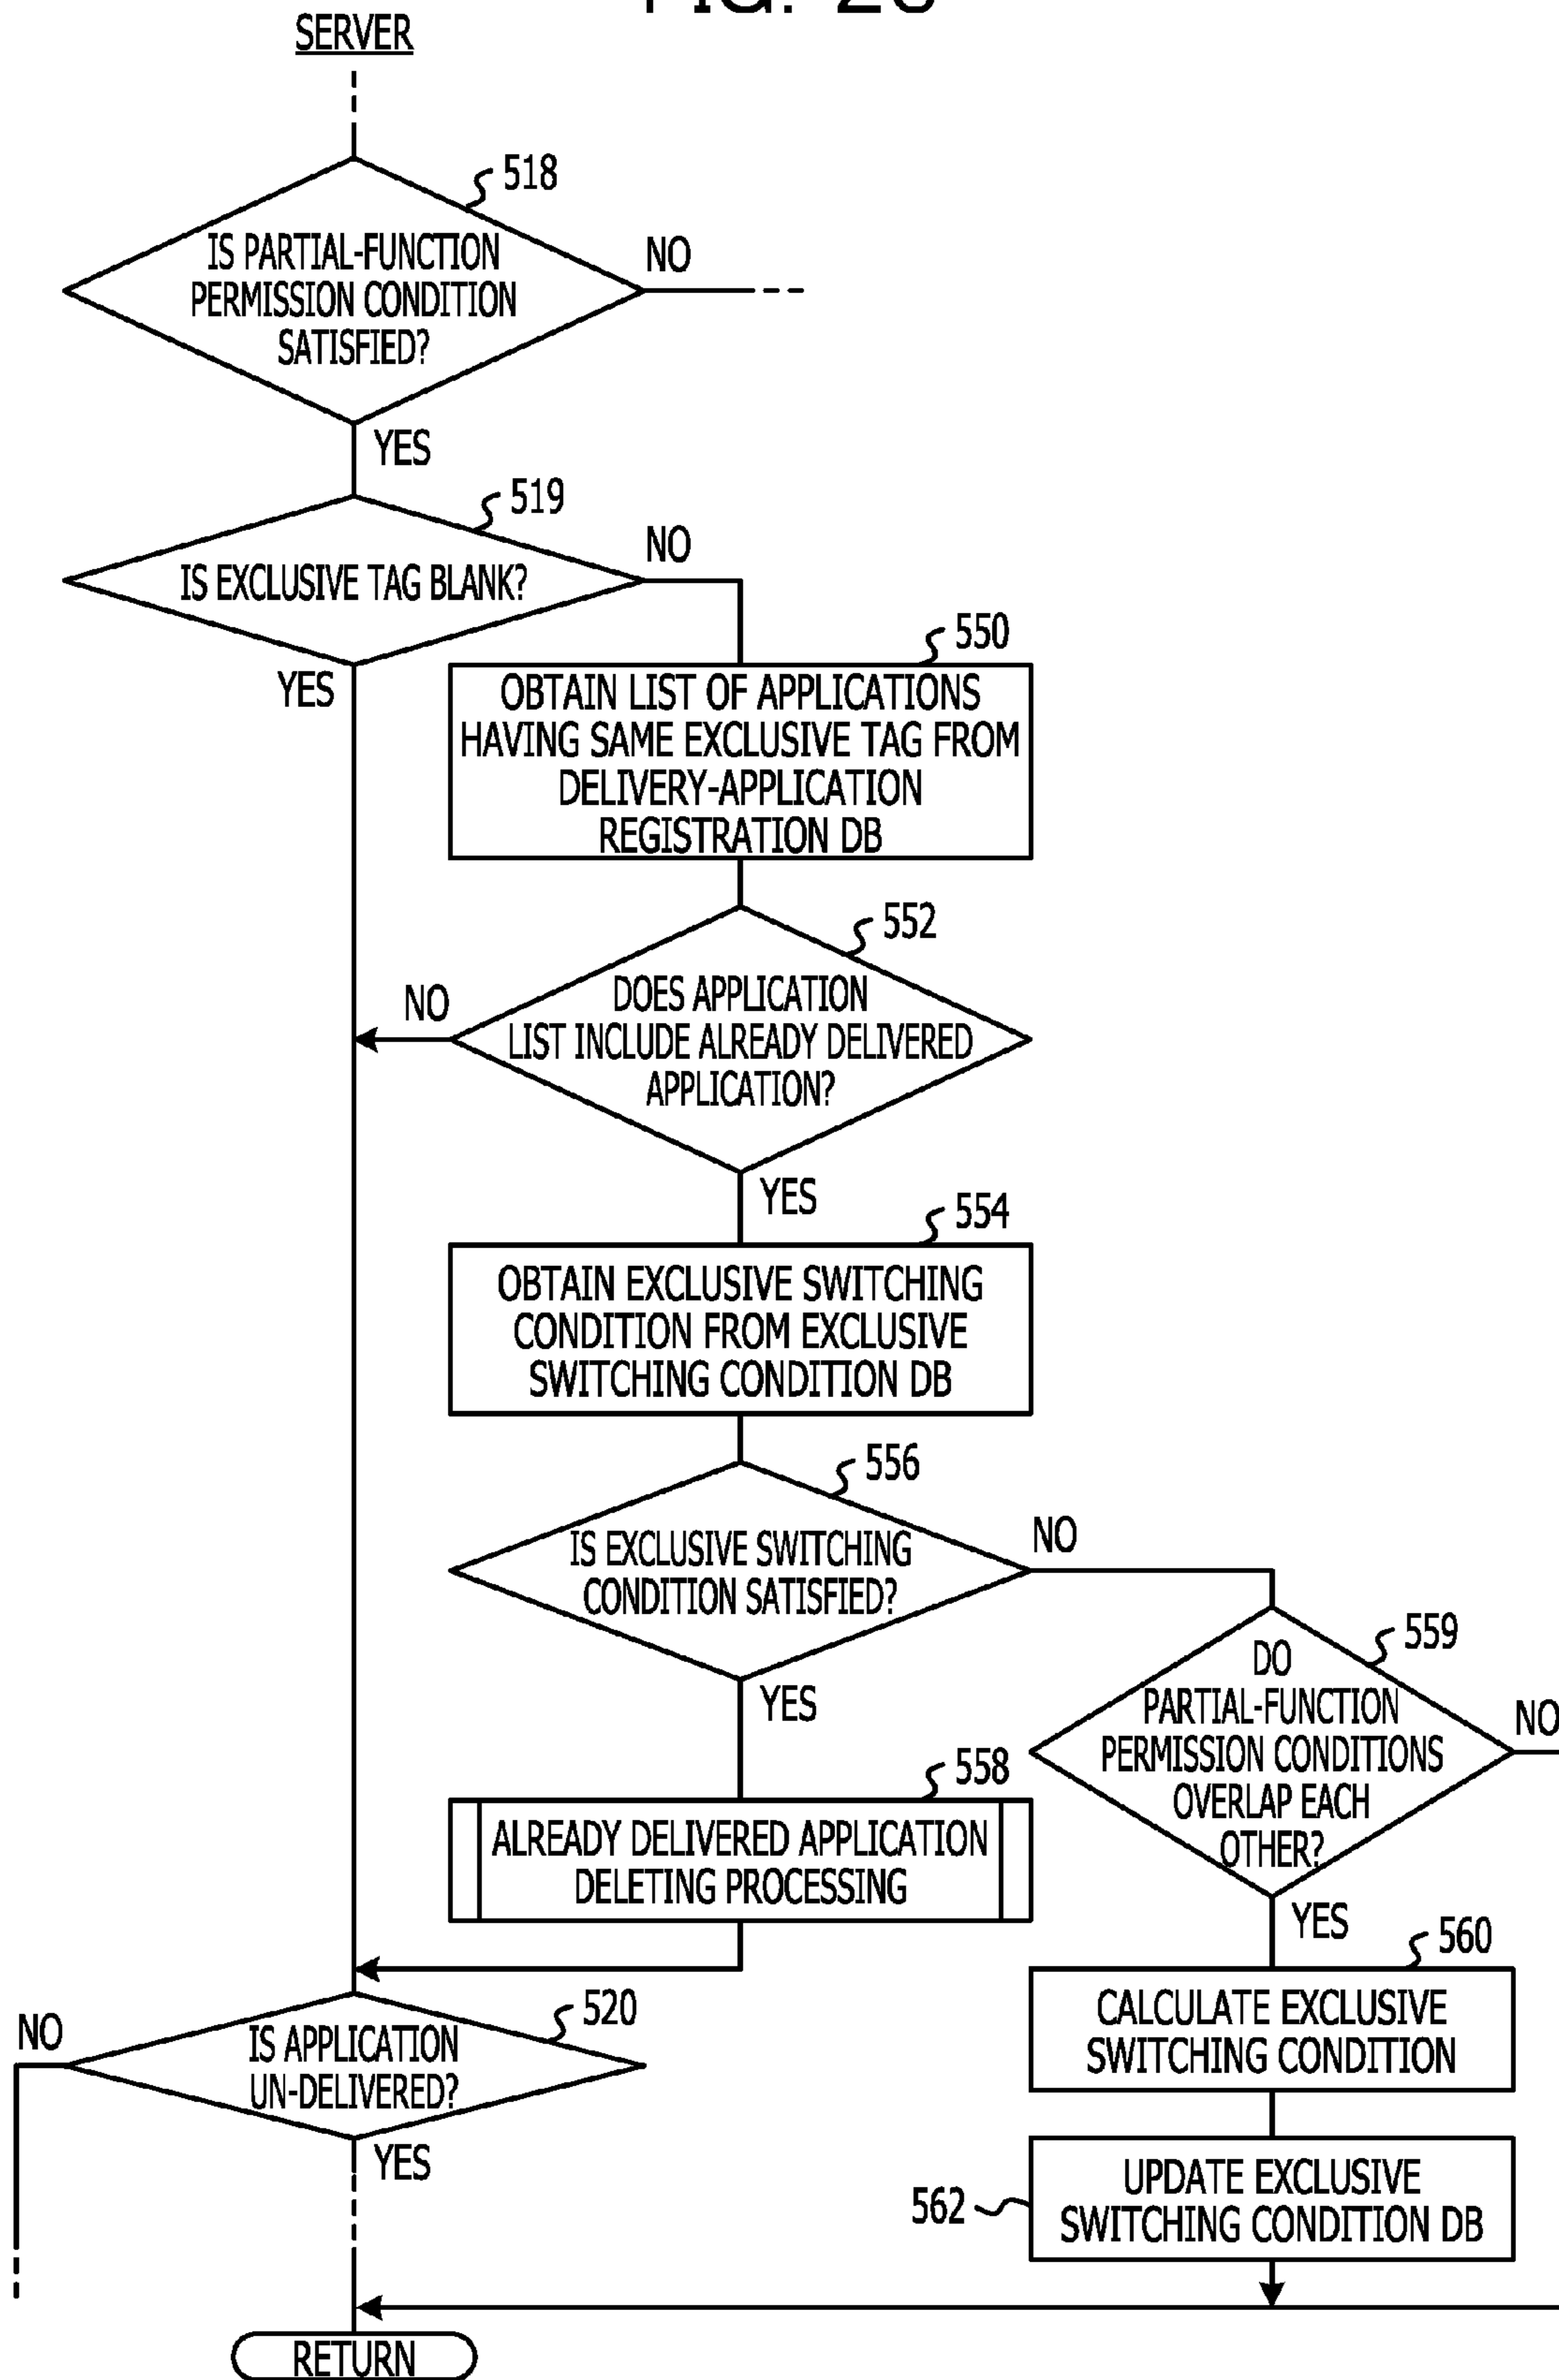 SERVER
518
IS PARTIAL-FUNCTION
PERMISSION CONDITION
SATISFIED?
NO
YES
519
IS EXCLUSIVE TAG BLANK?
NO
YES
550
OBTAIN LIST OF APPLICATIONS
HAVING SAME EXCLUSIVE TAG FROM
DELIVERY-APPLICATION
REGISTRATION DB
552
DOES APPLICATION
LIST INCLUDE ALREADY DELIVERED
APPLICATION?
NO
YES
554
OBTAIN EXCLUSIVE SWITCHING
CONDITION FROM EXCLUSIVE
SWITCHING CONDITION DB
556
IS EXCLUSIVE SWITCHING
CONDITION SATISFIED?
NO
YES
559
DO
PARTIAL-FUNCTION
PERMISSION CONDITIONS
OVERLAP EACH
OTHER?
NO
YES
558
ALREADY DELIVERED APPLICATION
DELETING PROCESSING
560
CALCULATE EXCLUSIVE
SWITCHING CONDITION
520
IS APPLICATION
UN-DELIVERED?
NO
YES
562
UPDATE EXCLUSIVE
SWITCHING CONDITION DB
RETURN